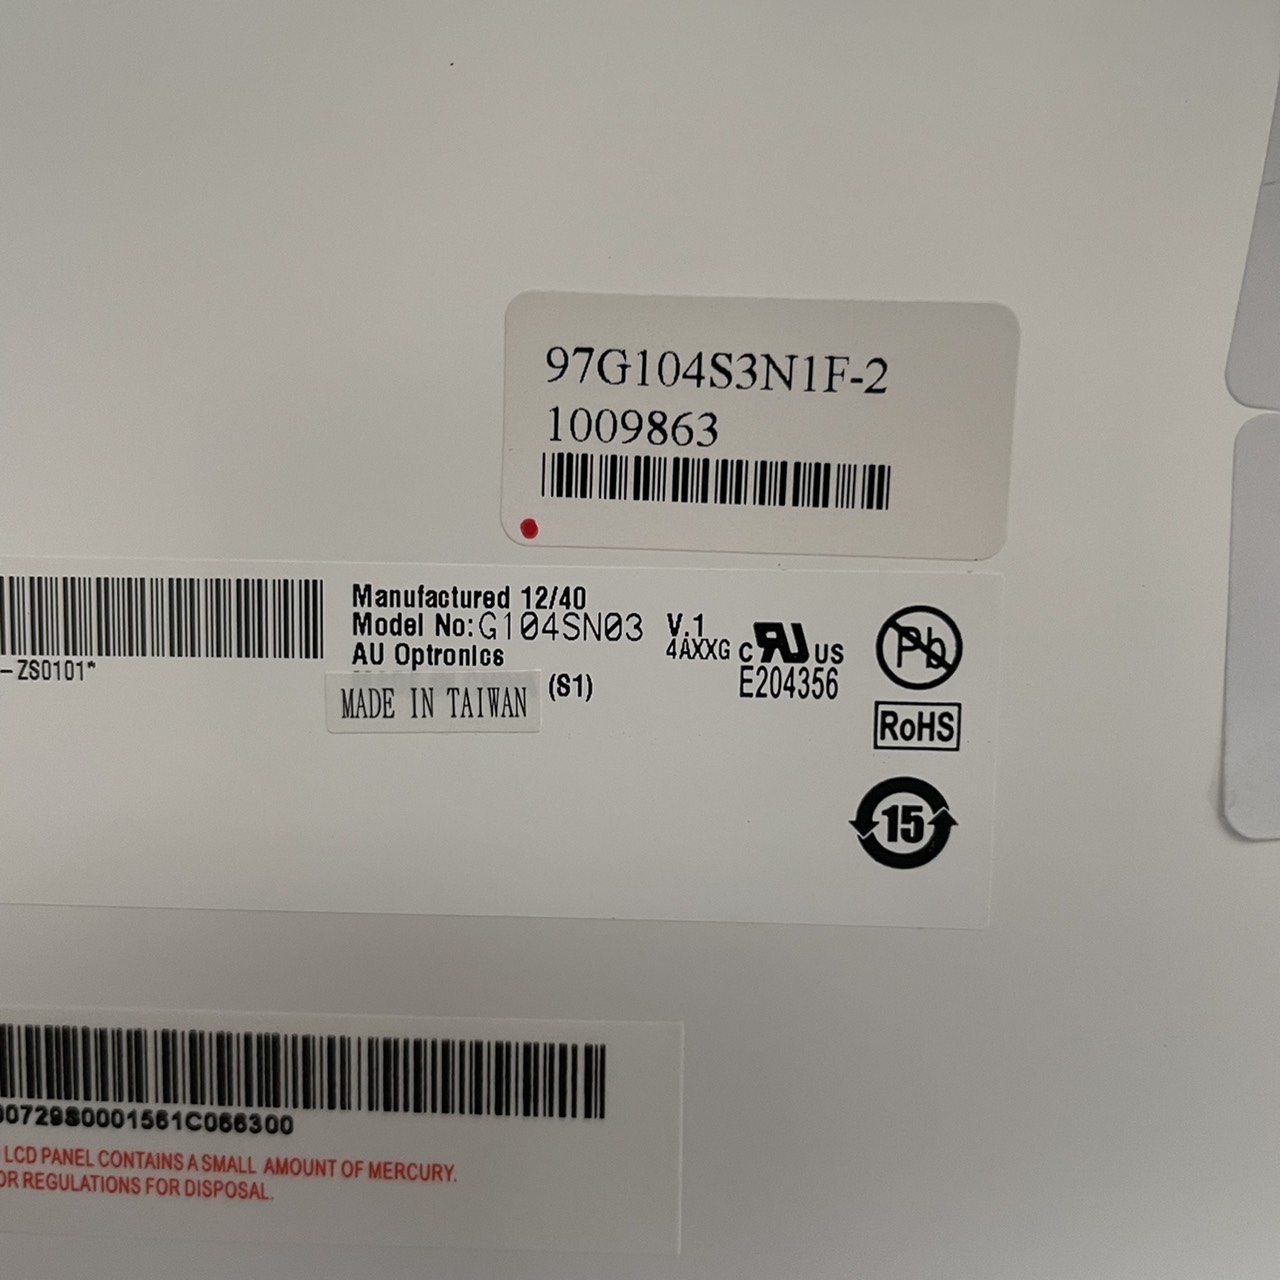 97G104S3N1F-2
1009863
Manufactured 12/40
Model No: G104SN03 V.1
4AXXG c RU US
AU Optronics
E204356
MADE IN TAIWAN (S1)
-ZS0101*
Pb
RoHS
15
00729S0001561C066300
LCD PANEL CONTAINS A SMALL AMOUNT OF MERCURY.
OR REGULATIONS FOR DISPOSAL.